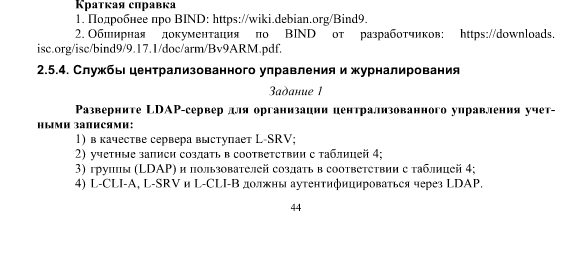 Краткая справка
1. Подробнее про BIND: https://wiki.debian.org/Bind9.
2. Обширная документация по BIND от разработчиков: https://downloads.
isc.org/isc/bind9/9.17.1/doc/arm/Bv9ARM.pdf.
2.5.4. Службы централизованного управления и журналирования
Задание 1
Разверните LDAP-сервер для организации централизованного управления учет-
ными записями:
1) в качестве сервера выступает L-SRV;
2) учетные записи создать в соответствии с таблицей 4;
3) группы (LDAP) и пользователей создать в соответствии с таблицей 4;
4) L-CLI-A, L-SRV и L-CLI-B должны аутентифицироваться через LDAP.
44